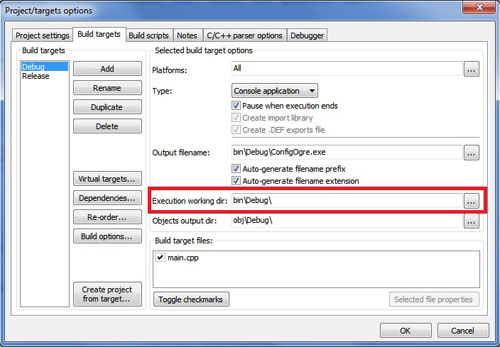 Project/targets options
Project settings
Build targets
Build scripts
Notes
C/C++ parser options
Debugger
Build targets
Debug
Release
Add
Rename
Duplicate
Delete
Virtual targets...
Dependencies...
Re-order...
Build options...
Create project
from target...
Selected build target options
Platforms: All ...
Type: Console application
Pause when execution ends
Create import library
Create .DEF exports file
Output filename: bin\Debug\ConfigOgre.exe ...
Auto-generate filename prefix
Auto-generate filename extension
Execution working dir: bin\Debug\ ...
Objects output dir: obj\Debug\ ...
Build target files:
main.cpp
Toggle checkmarks
Selected file properties
OK
Cancel